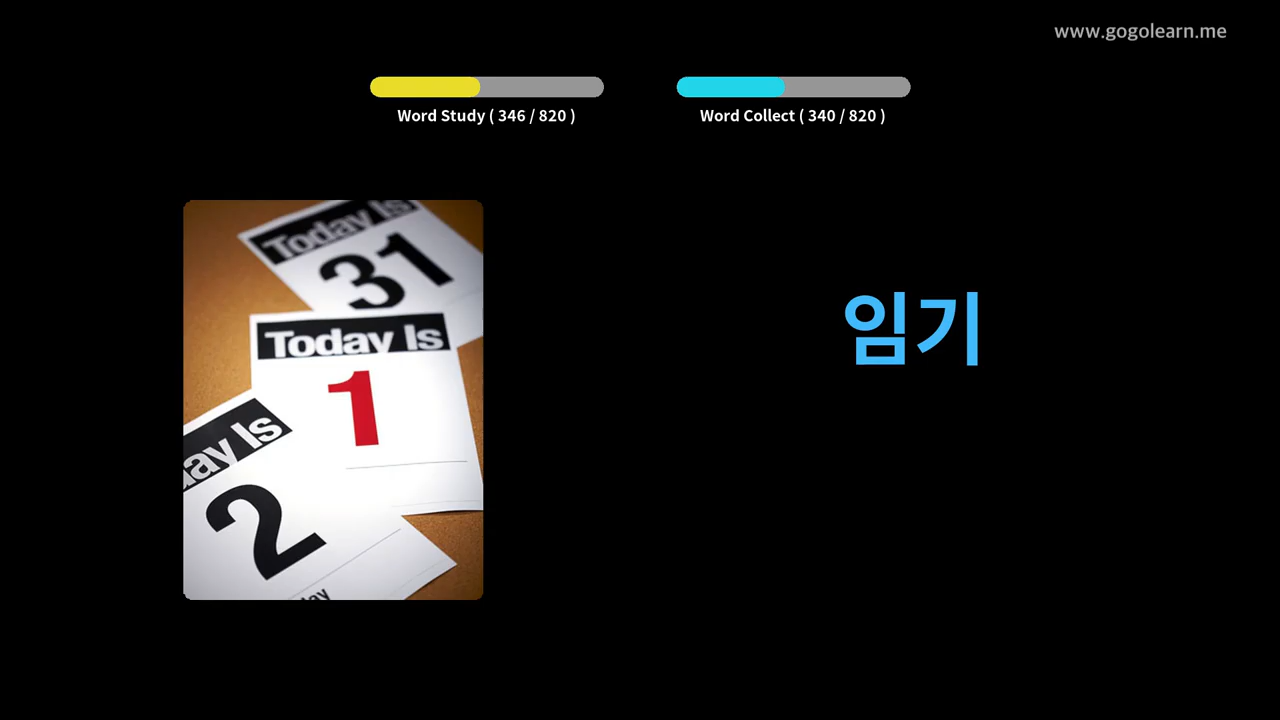 www.gogolearn.me
Word Study ( 346 / 820 )
Word Collect ( 340 / 820 )
Today Is
31
Today Is
1
ay Is
2
임기